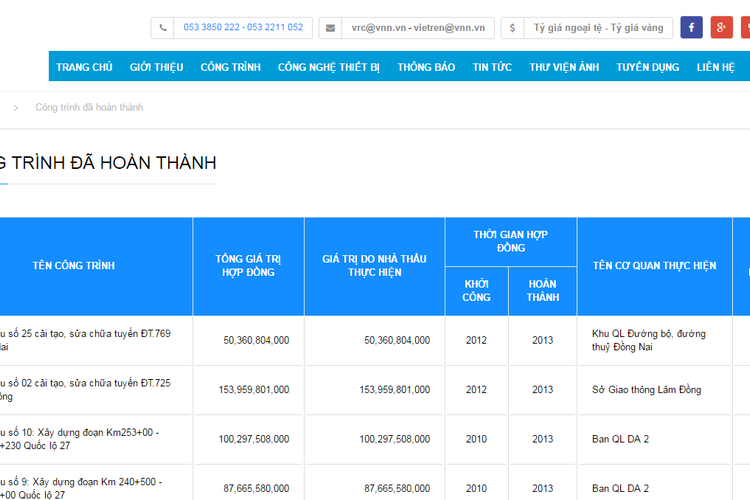 053 3850 222 - 053 2211 052
vrc@vnn.vn - vietren@vnn.vn
$ Tỷ giá ngoại tệ - Tỷ giá vàng
TRANG CHỦ GIỚI THIỆU CÔNG TRÌNH CÔNG NGHỆ THIẾT BỊ THÔNG BÁO TIN TỨC THƯ VIỆN ẢNH TUYỂN DỤNG LIÊN HỆ
Công trình đã hoàn thành
G TRÌNH ĐÃ HOÀN THÀNH
TÊN CÔNG TRÌNH
TỔNG GIÁ TRỊ
HỢP ĐỒNG
GIÁ TRỊ DO NHÀ THẦU
THỰC HIỆN
THỜI GIAN HỢP
ĐỒNG
KHỞI
CÔNG
HOÀN
THÀNH
TÊN CƠ QUAN THỰC HIỆN
u số 25 cải tạo, sửa chữa tuyến ĐT.769
lai
50,360,804,000
50,360,804,000
2012
2013
Khu QL Đường bộ, đường
thuỷ Đồng Nai
u số 02 cải tạo, sửa chữa tuyến ĐT.725
ông
153,959,801,000
153,959,801,000
2012
2013
Sở Giao thông Lâm Đồng
u số 10: Xây dựng đoạn Km253+00 -
+230 Quốc lộ 27
100,297,508,000
100,297,508,000
2010
2013
Ban QL DA 2
u số 9: Xây dựng đoạn Km 240+500 -
+00 Quốc lộ 27
87,665,580,000
87,665,580,000
2010
2013
Ban QL DA 2